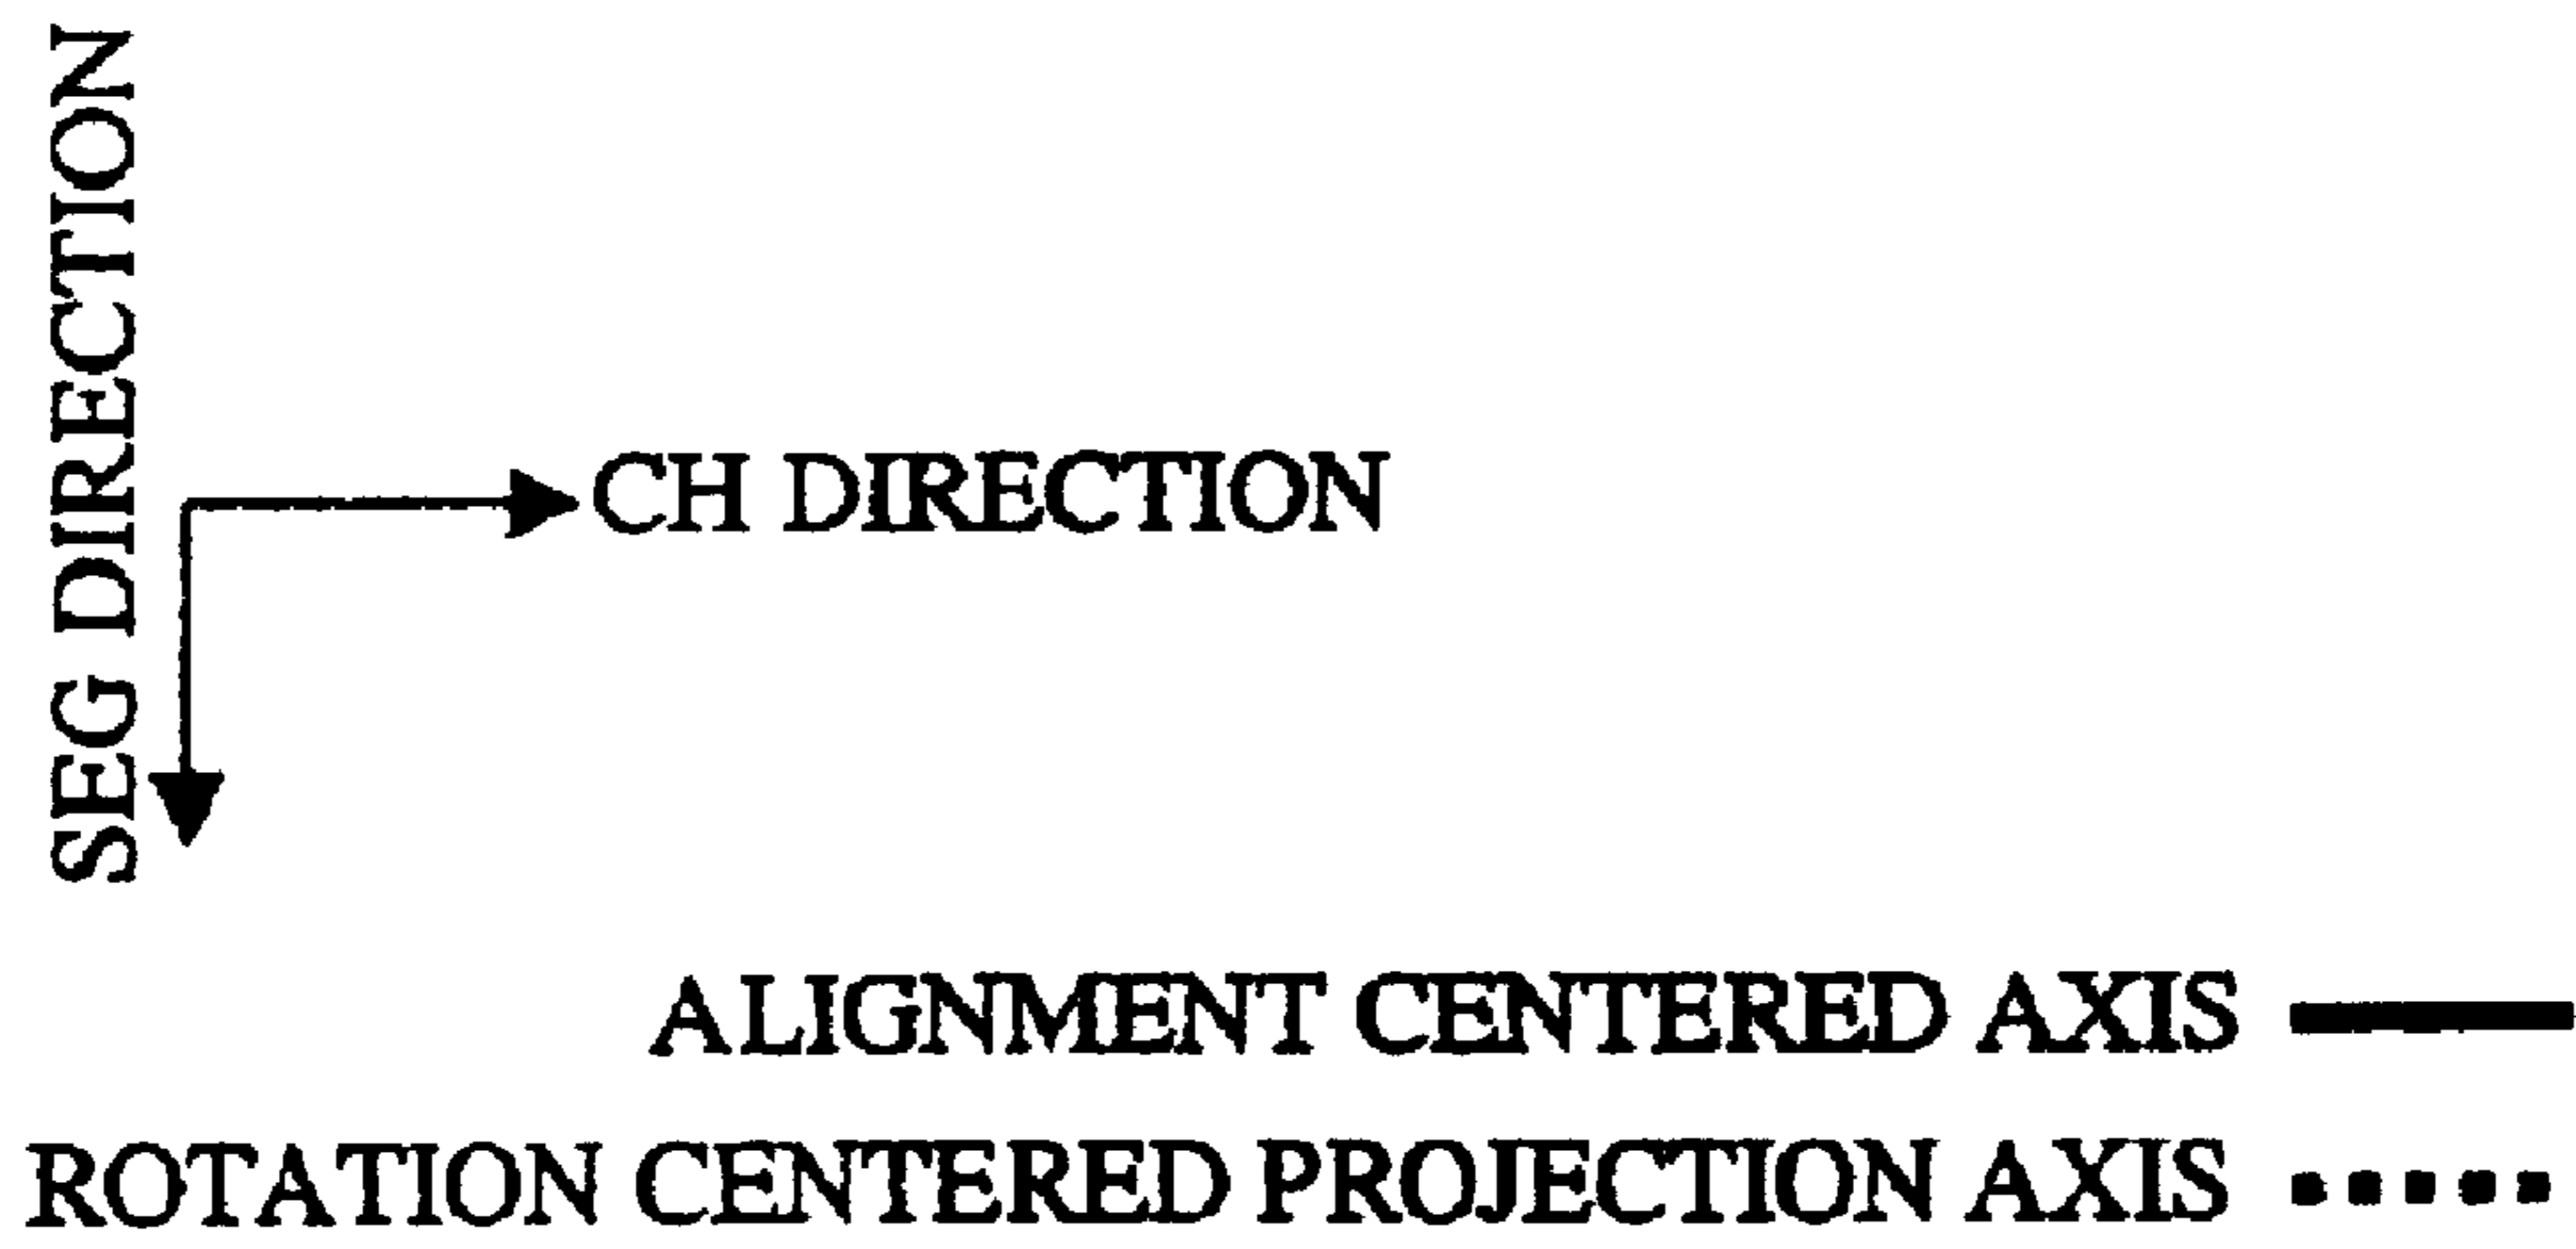 SEG DIRECTION
CH DIRECTION
ALIGNMENT CENTERED AXIS
ROTATION CENTERED PROJECTION AXIS